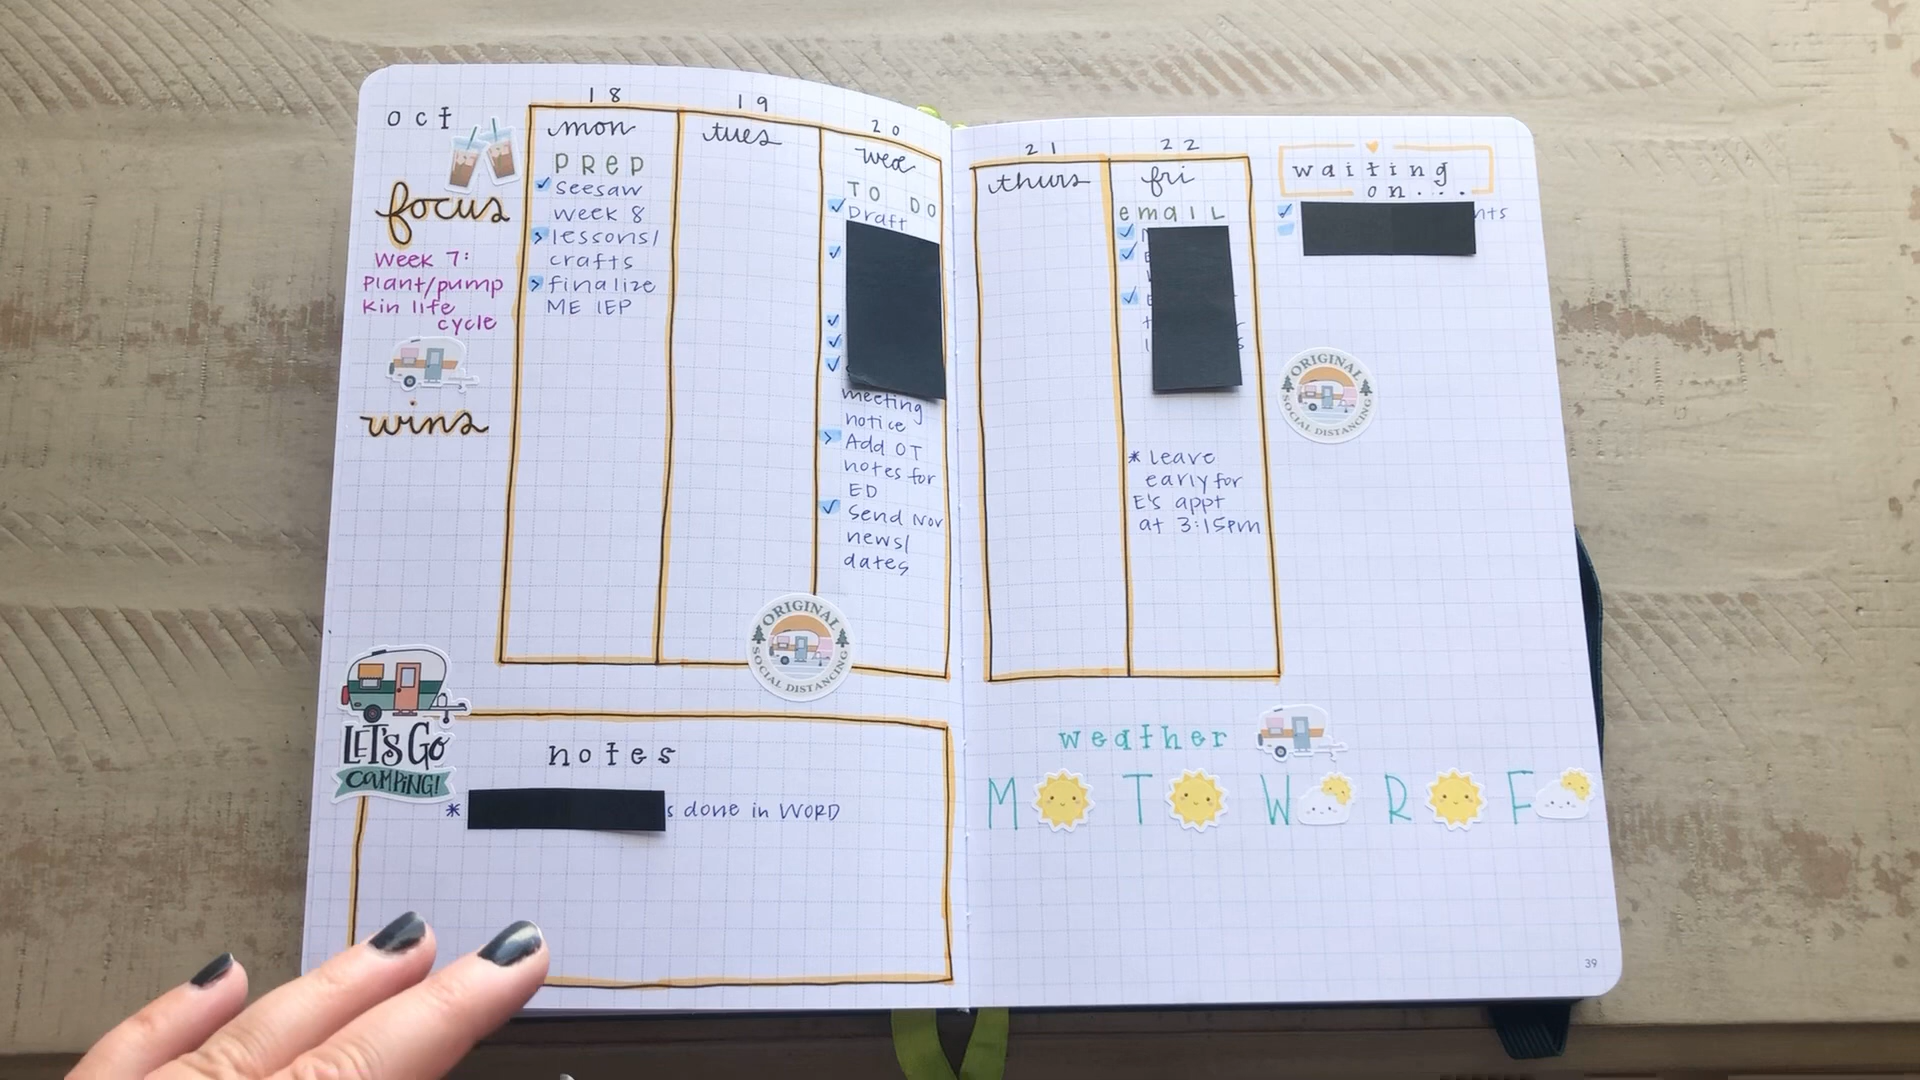 oct
focus
Week 7:
Plant/pump
kin life
cycle
wins
18
mon
PREP
seesaw
week 8
lessons/
crafts
finalize
ME IEP
19
tues
20
wed
TO DO
Draft
meeting
notice
Add OT
notes for
ED
Send Nov
news/
dates
ORIGINAL
SOCIAL DISTANCING
LET'S GO
CAMPING!
notes
* done in WORD
21
thurs
22
fri
email
* leave
early for
E's appt
at 3:15pm
waiting
on...
ORIGINAL
SOCIAL DISTANCING
weather
M T W R F
39